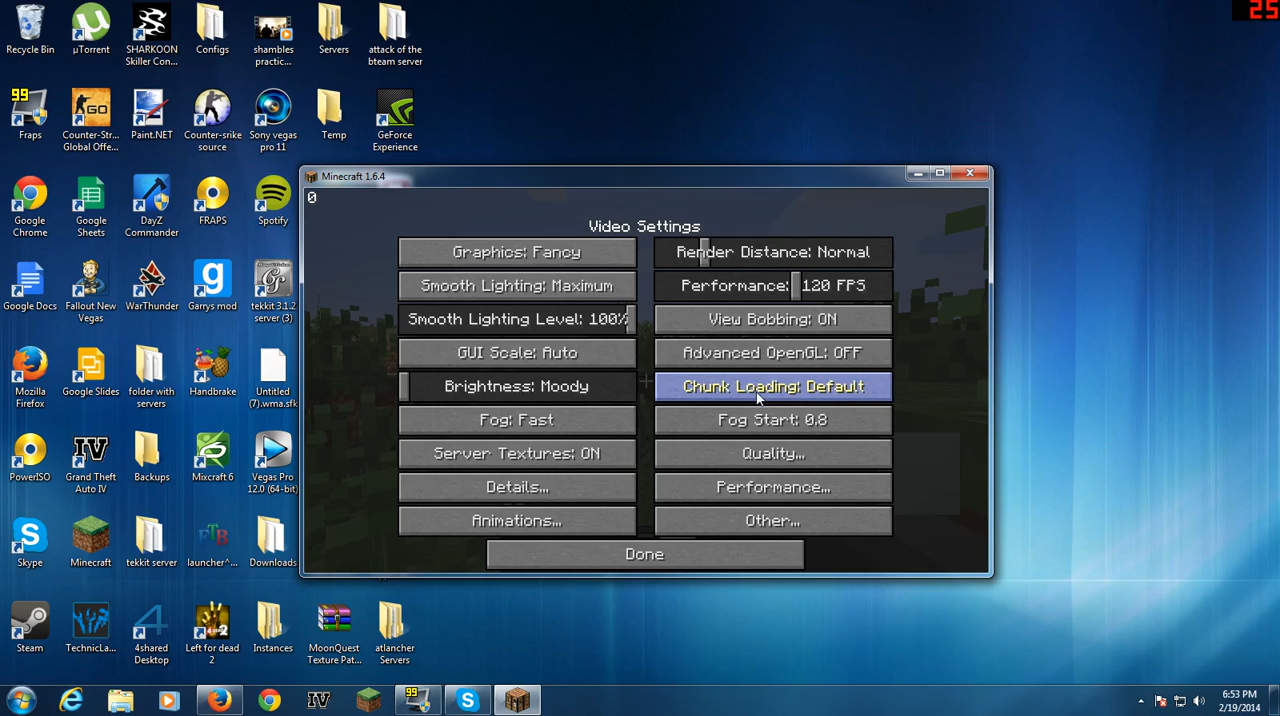 25
Recycle Bin
µTorrent
SHARKOON
Skiller Con...
Configs
shambles
practic...
Servers
attack of the
bteam server
99
Fraps
GO
Counter-Str...
Global Offe...
Paint.NET
Counter-srike
source
Sony vegas
pro 11
Temp
GeForce
Experience
Google
Chrome
Google
Sheets
DayZ
Commander
FRAPS
Spotify
Google Docs
Fallout New
Vegas
WarThunder
g
Garrys mod
tekkit 3.1.2
server (3)
Mozilla
Firefox
Google Slides
folder with
servers
Handbrake
Untitled
(7).wma.sfk
PowerISO
IV
Grand Theft
Auto IV
Backups
Mixcraft 6
Vegas Pro
12.0 (64-bit)
Skype
Minecraft
tekkit server
FTB
launcher^...
Downloads
Steam
TechnicLa...
4
4shared
Desktop
Left for dead
2
Instances
MoonQuest
Texture Pat...
atlancher
Servers
Minecraft 1.6.4
0
Video Settings
Graphics: Fancy
Render Distance: Normal
Smooth Lighting: Maximum
Performance: 120 FPS
Smooth Lighting Level: 100%
View Bobbing: ON
GUI Scale: Auto
Advanced OpenGL: OFF
Brightness: Moody
Chunk Loading: Default
Fog: Fast
Fog Start: 0.8
Server Textures: ON
Quality...
Details...
Performance...
Animations...
Other...
Done
IV
99
6:53 PM
2/19/2014